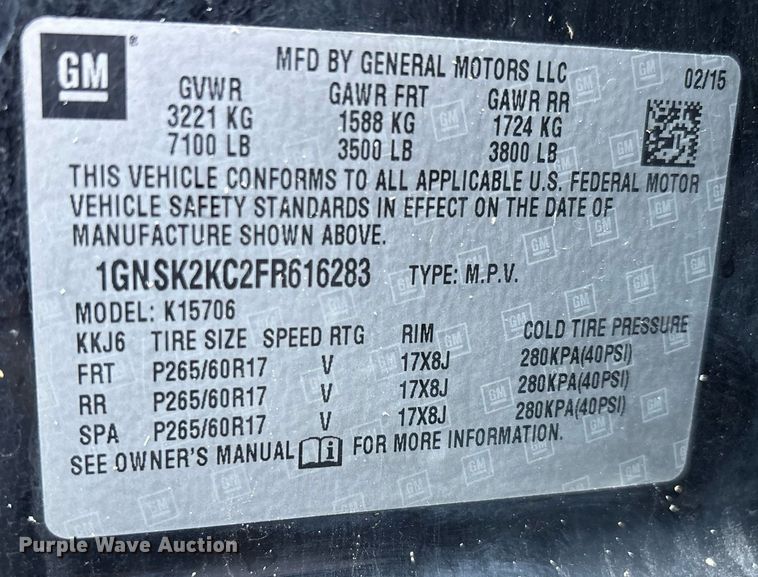 GM ®
MFD BY GENERAL MOTORS LLC 02/15
GVWR GAWR FRT GAWR RR
3221 KG 1588 KG 1724 KG
7100 LB 3500 LB 3800 LB
THIS VEHICLE CONFORMS TO ALL APPLICABLE U.S. FEDERAL MOTOR
VEHICLE SAFETY STANDARDS IN EFFECT ON THE DATE OF
MANUFACTURE SHOWN ABOVE.
1GNSK2KC2FR616283 TYPE: M.P.V.
MODEL: K15706
KKJ6 TIRE SIZE SPEED RTG RIM COLD TIRE PRESSURE
FRT P265/60R17 V 17X8J 280KPA(40PSI)
RR P265/60R17 V 17X8J 280KPA(40PSI)
SPA P265/60R17 V 17X8J 280KPA(40PSI)
SEE OWNER'S MANUAL i FOR MORE INFORMATION.
Purple Wave Auction